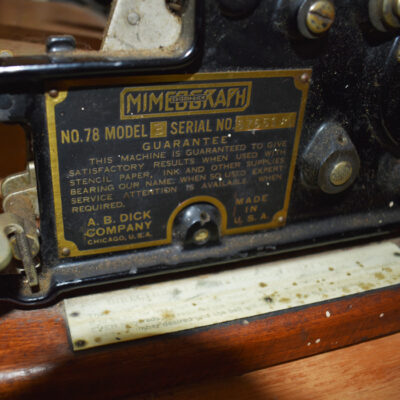 MIMEOGRAPH
NO. 78 MODEL SERIAL NO.
GUARANTEE
THIS MACHINE IS GUARANTEED TO GIVE
SATISFACTORY RESULTS WHEN USED WITH
STENCIL PAPER, INK AND OTHER SUPPLIES
BEARING OUR NAME. WHEN SO USED EXPERT
SERVICE ATTENTION IS AVAILABLE WHEN
REQUIRED.
A. B. DICK
COMPANY
CHICAGO, U.S.A.
MADE
IN
U.S.A.